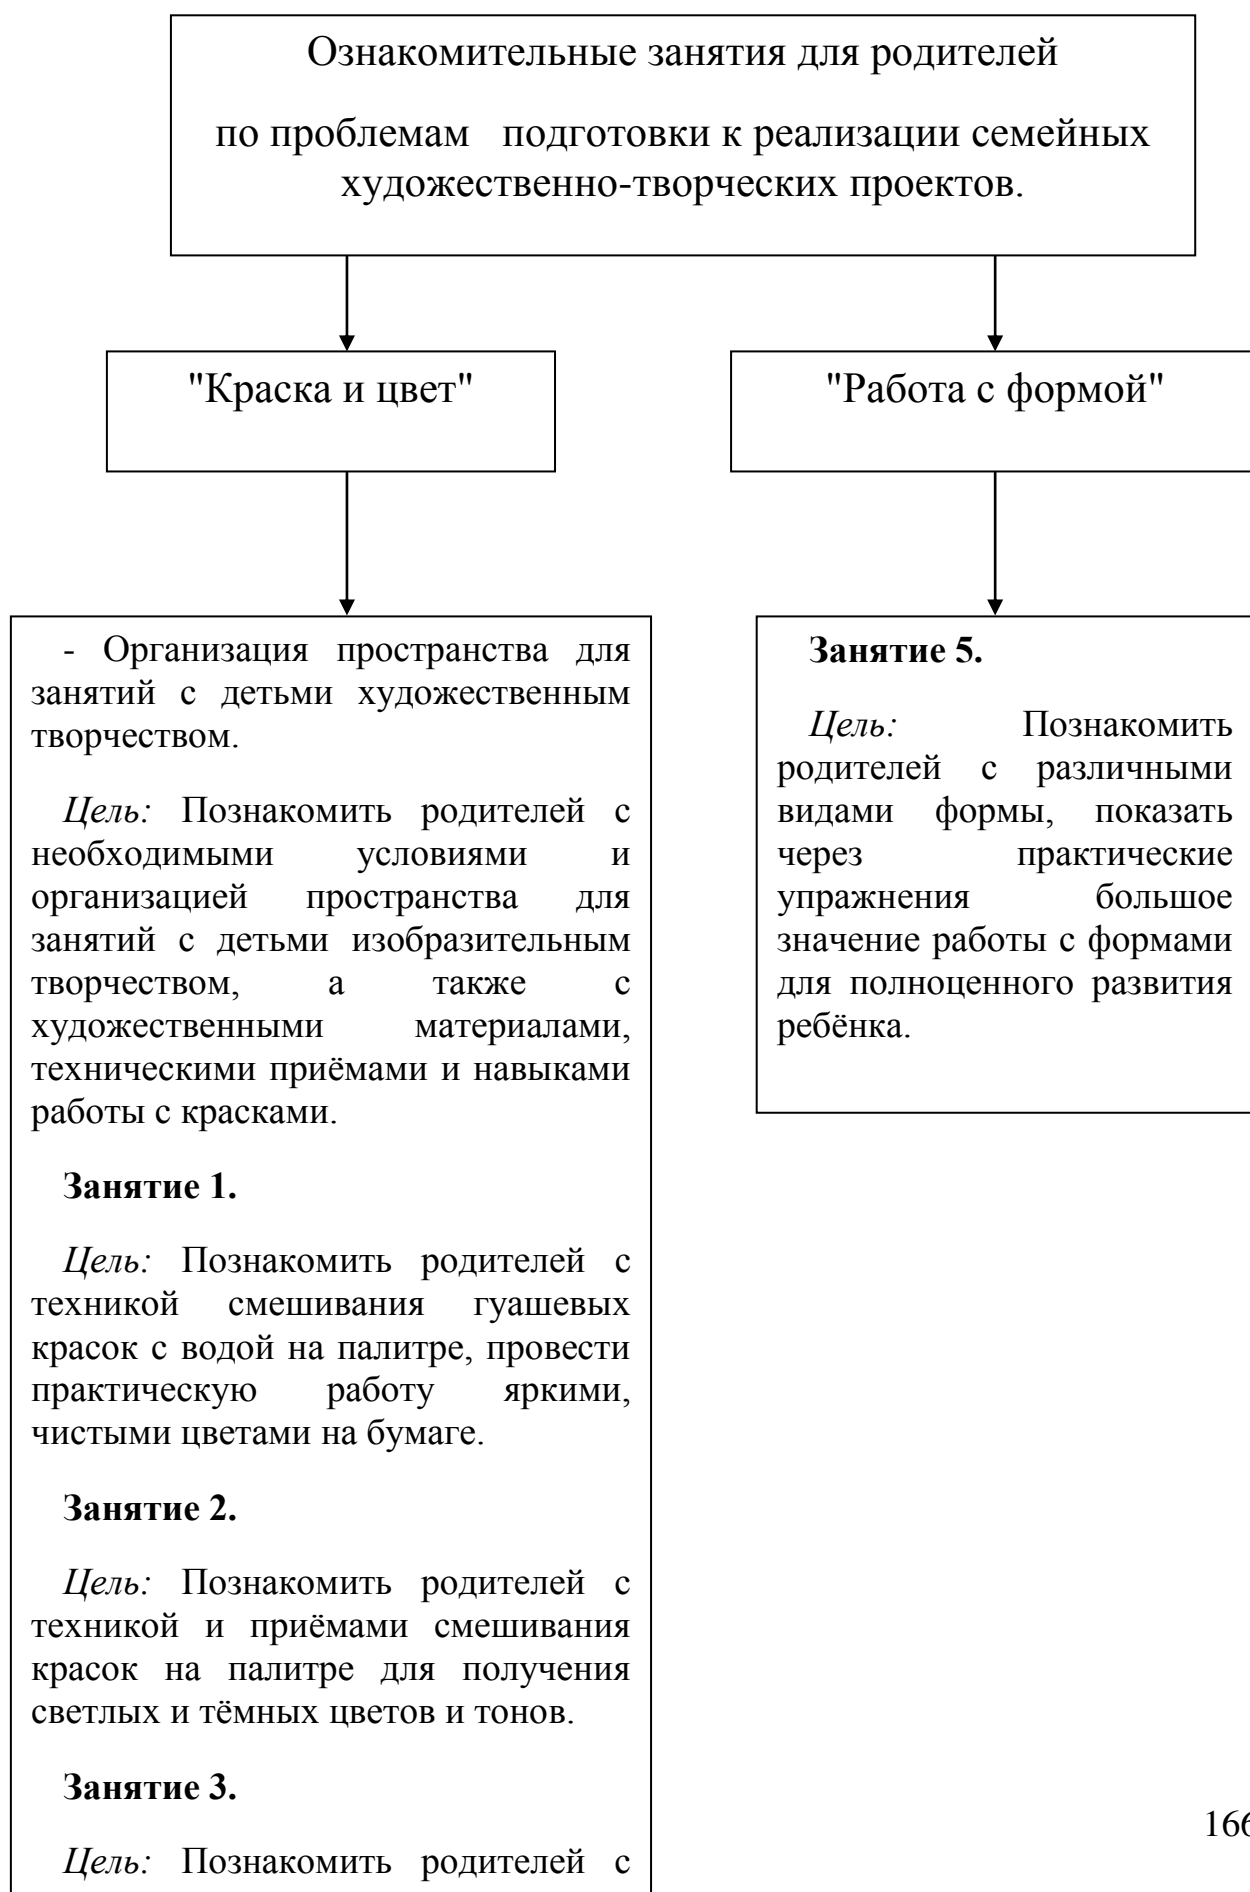 Ознакомительные занятия для родителей
по проблемам подготовки к реализации семейных
художественно-творческих проектов.
"Краска и цвет"
"Работа с формой"
- Организация пространства для
занятий с детьми художественным
творчеством.
Цель: Познакомить родителей с
необходимыми условиями и
организацией пространства для
занятий с детьми изобразительным
творчеством, а также с
художественными материалами,
техническими приёмами и навыками
работы с красками.
Занятие 1.
Цель: Познакомить родителей с
техникой смешивания гуашевых
красок с водой на палитре, провести
практическую работу яркими,
чистыми цветами на бумаге.
Занятие 2.
Цель: Познакомить родителей с
техникой и приёмами смешивания
красок на палитре для получения
светлых и тёмных цветов и тонов.
Занятие 3.
Цель: Познакомить родителей с
Занятие 5.
Цель: Познакомить
родителей с различными
видами формы, показать
через практические
упражнения большое
значение работы с формами
для полноценного развития
ребёнка.
166